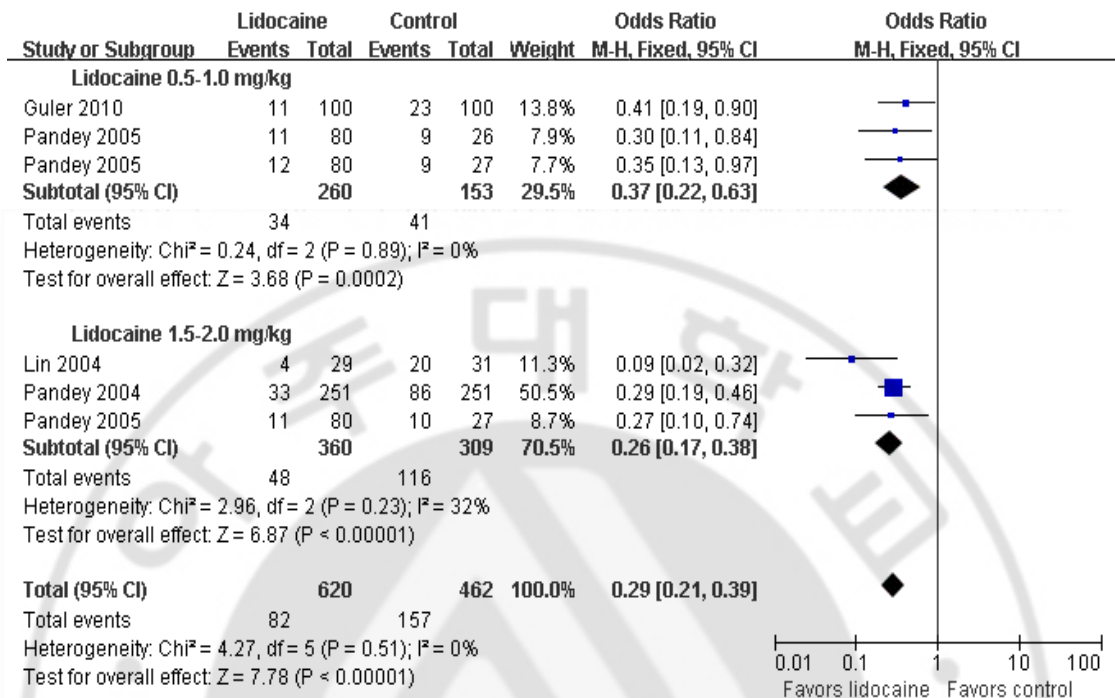 Lidocaine Control Odds Ratio Odds Ratio
Study or Subgroup Events Total Events Total Weight M-H, Fixed, 95% CI M-H, Fixed, 95% CI
Lidocaine 0.5-1.0 mg/kg
Guler 2010 11 100 23 100 13.8% 0.41 [0.19, 0.90]
Pandey 2005 11 80 9 26 7.9% 0.30 [0.11, 0.84]
Pandey 2005 12 80 9 27 7.7% 0.35 [0.13, 0.97]
Subtotal (95% CI) 260 153 29.5% 0.37 [0.22, 0.63]
Total events 34 41
Heterogeneity: Chi² = 0.24, df = 2 (P = 0.89); I² = 0%
Test for overall effect: Z = 3.68 (P = 0.0002)
Lidocaine 1.5-2.0 mg/kg
Lin 2004 4 29 20 31 11.3% 0.09 [0.02, 0.32]
Pandey 2004 33 251 86 251 50.5% 0.29 [0.19, 0.46]
Pandey 2005 11 80 10 27 8.7% 0.27 [0.10, 0.74]
Subtotal (95% CI) 360 309 70.5% 0.26 [0.17, 0.38]
Total events 48 116
Heterogeneity: Chi² = 2.96, df = 2 (P = 0.23); I² = 32%
Test for overall effect: Z = 6.87 (P < 0.00001)
Total (95% CI) 620 462 100.0% 0.29 [0.21, 0.39]
Total events 82 157
Heterogeneity: Chi² = 4.27, df = 5 (P = 0.51); I² = 0%
Test for overall effect: Z = 7.78 (P < 0.00001)
0.01 0.1 1 10 100
Favors lidocaine Favors control
아주대학교